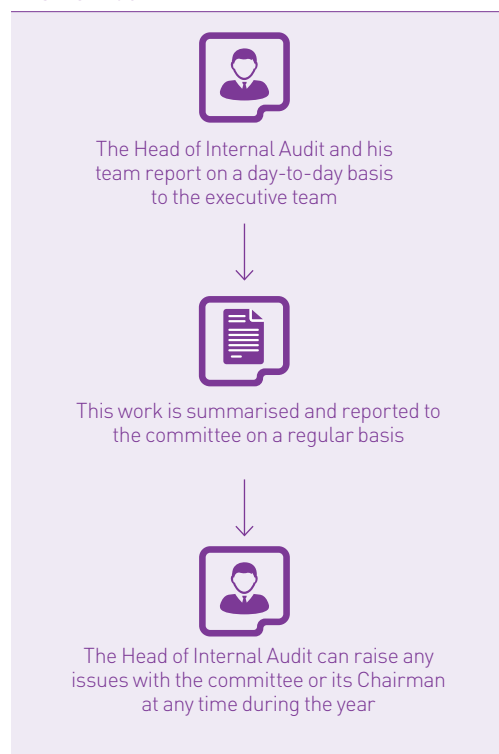 The Head of Internal Audit and his
team report on a day-to-day basis
to the executive team
This work is summarised and reported to
the committee on a regular basis
The Head of Internal Audit can raise any
issues with the committee or its Chairman
at any time during the year